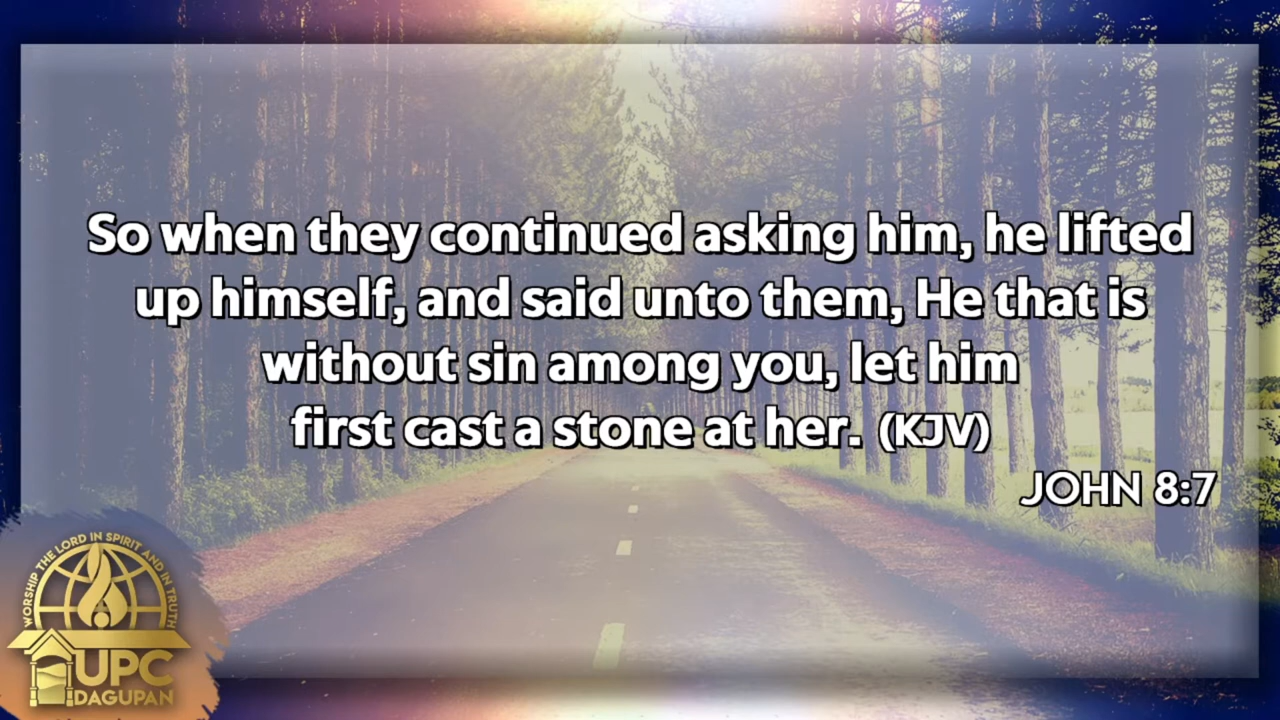 So when they continued asking him, he lifted
up himself, and said unto them, He that is
without sin among you, let him
first cast a stone at her. (KJV)
JOHN 8:7
WORSHIP THE LORD IN SPIRIT AND IN TRUTH
UPC
DAGUPAN